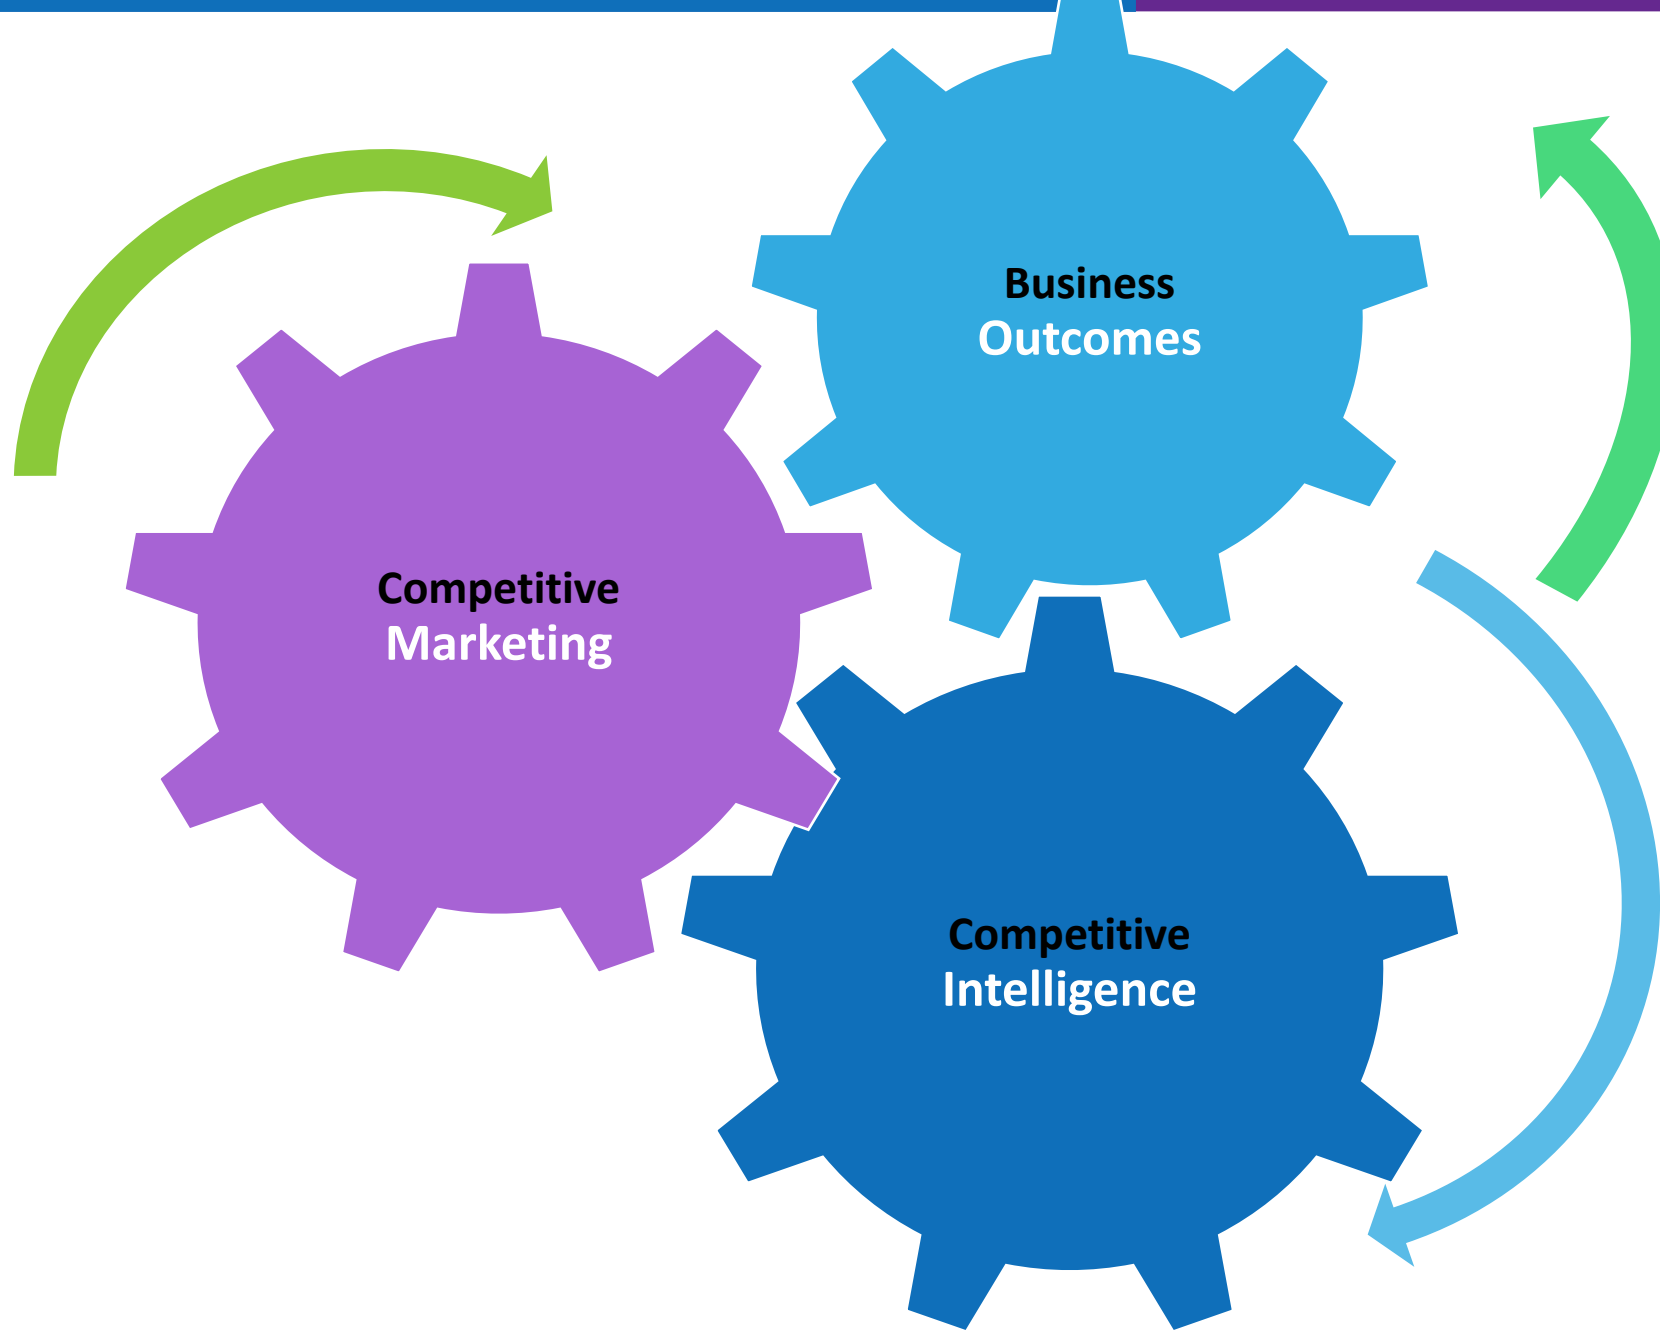 Business
Outcomes
Competitive
Marketing
Competitive
Intelligence